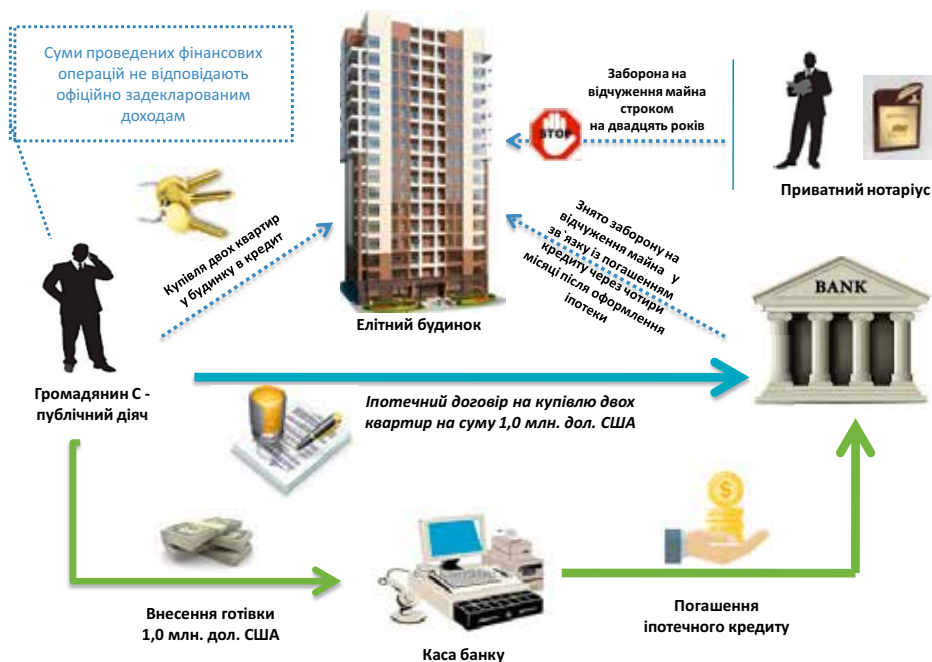 Суми проведених фінансових
операцій не відповідають
офіційно задекларованим
доходам
Заборона на
відчуження майна
строком
на двадцять років
STOP
Приватний нотаріус
Купівля двох квартир
у будинку в кредит
Знято заборону на
відчуження майна у
зв`язку із погашенням
кредиту через чотири
місяці після оформлення
іпотеки
Елітний будинок
BANK
Громадянин С -
публічний діяч
Іпотечний договір на купівлю двох
квартир на суму 1,0 млн. дол. США
Внесення готівки
1,0 млн. дол. США
Каса банку
Погашення
іпотечного кредиту